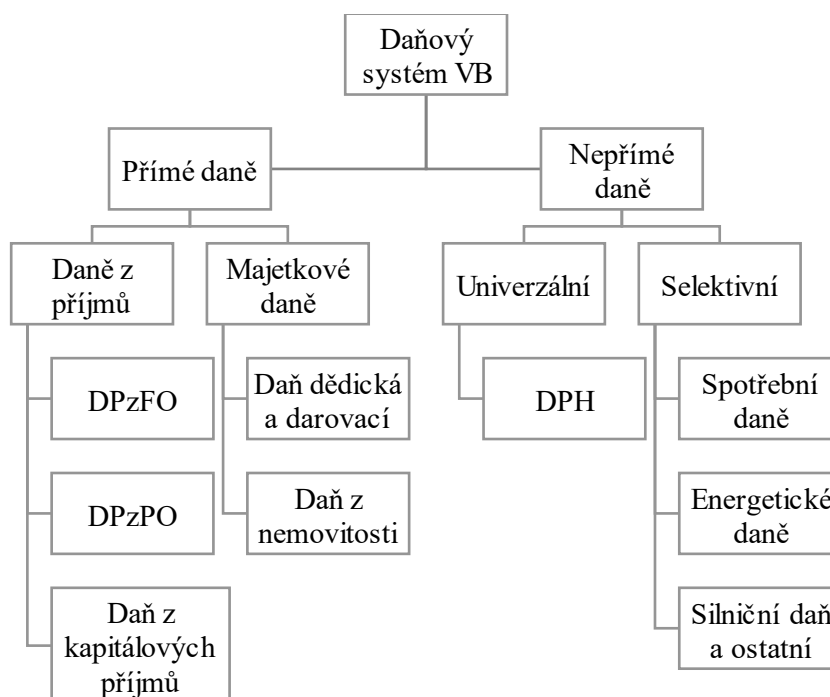 Daňový
systém VB
Přímé daně
Nepřímé
daně
Daně z
příjmů
Majetkové
daně
Univerzální
Selektivní
DPzFO
Daň dědická
a darovací
DPH
Spotřební
daně
DPzPO
Daň z
nemovitosti
Energetické
daně
Daň z
kapitálových
příjmů
Silniční daň
a ostatní